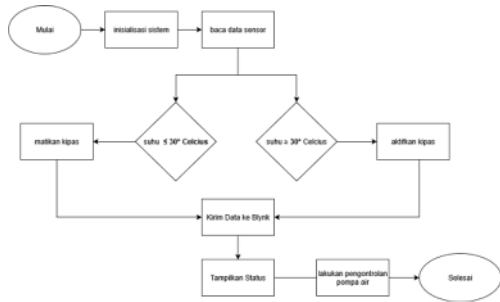 Mulai
inisialisasi sistem
baca data sensor
matikan kipas
suhu ≤ 30° Celcius
suhu ≥ 30° Celcius
aktifkan kipas
Kirim Data ke Blynk
Tampilkan Status
lakukan pengontrolan
pompa air
Selesai